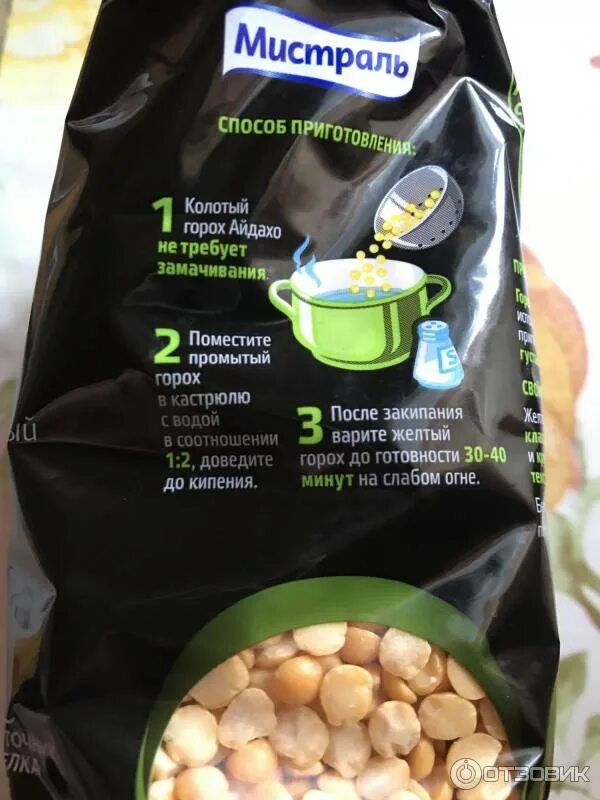 Мистраль
СПОСОБ ПРИГОТОВЛЕНИЯ:
1 Колотый
горох Айдахо
не требует
замачивания.
2 Поместите
промытый
горох
в кастрюлю
с водой
в соотношении
1:2, доведите
до кипения.
3 После закипания
варите желтый
горох до готовности 30-40
минут на слабом огне.
S
ОТЗОВИК